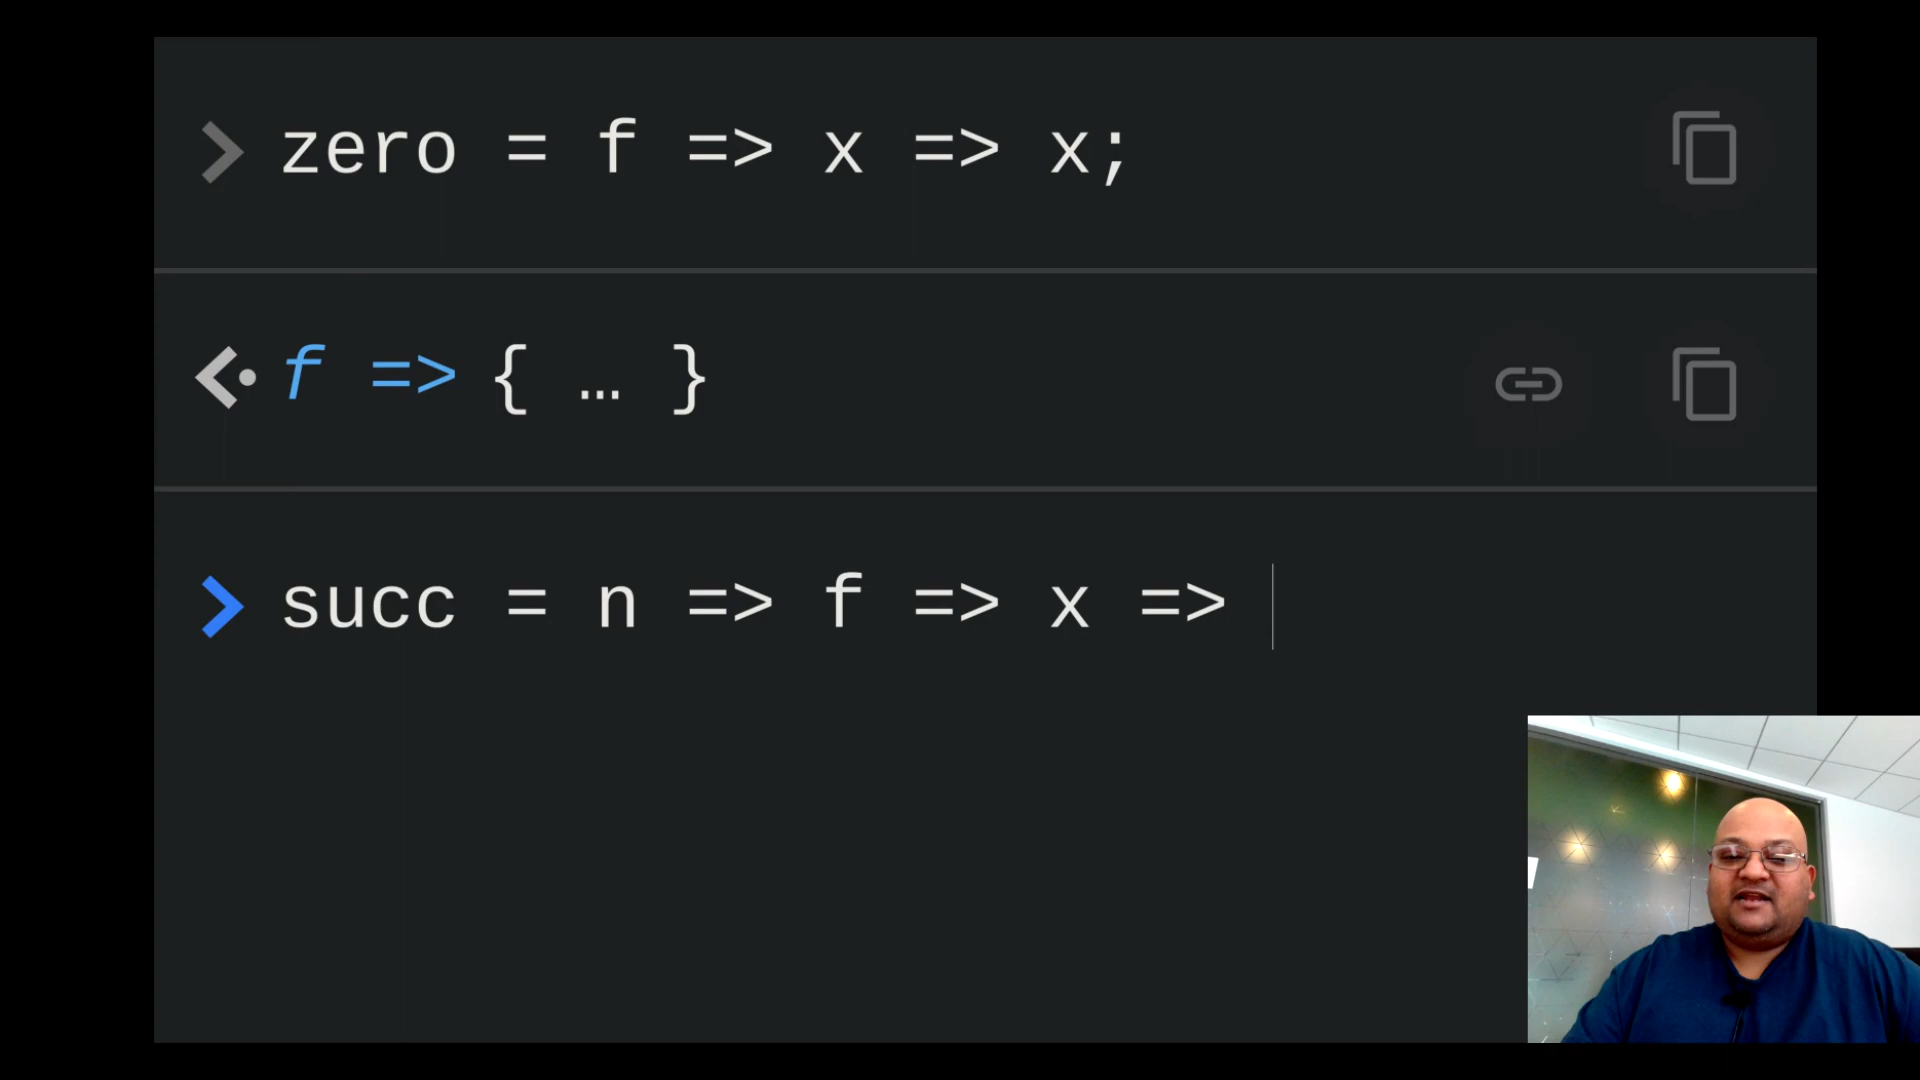 > zero = f => x => x;
f => { … }
> succ = n => f => x =>